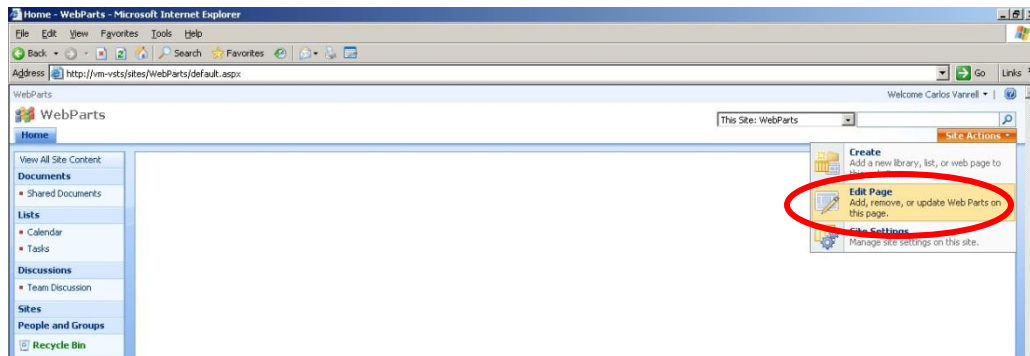 Home - WebParts - Microsoft Internet Explorer
File Edit View Favorites Tools Help
Back Search Favorites
Address http://vm-vsts/sites/WebParts/default.aspx Go Links
WebParts Welcome Carlos Vanrell
WebParts
This Site: WebParts
Home Site Actions
View All Site Content
Documents
Shared Documents
Lists
Calendar
Tasks
Discussions
Team Discussion
Sites
People and Groups
Recycle Bin
Create
Add a new library, list, or web page to
Edit Page
Add, remove, or update Web Parts on
this page.
Site Settings
Manage site settings on this site.